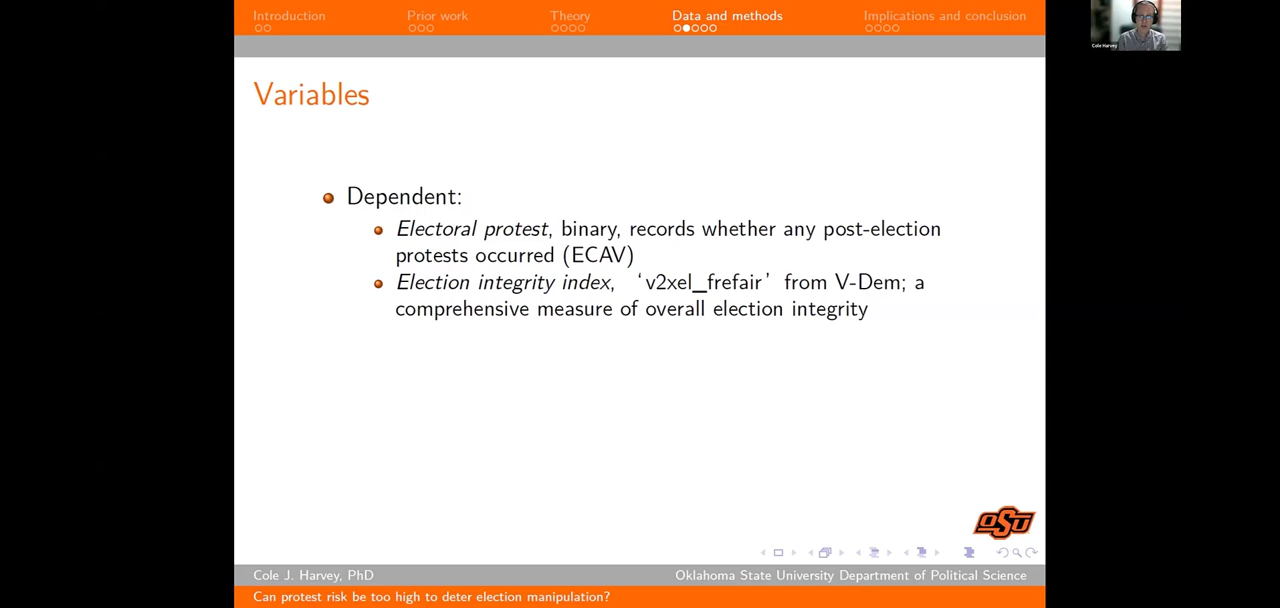 Introduction
Prior work
Theory
Data and methods
Implications and conclusion
Cole Harvey
Variables
Dependent:
Electoral protest, binary, records whether any post-election
protests occurred (ECAV)
Election integrity index, ‘v2xel_frefair’ from V-Dem; a
comprehensive measure of overall election integrity
OSU
Cole J. Harvey, PhD
Oklahoma State University Department of Political Science
Can protest risk be too high to deter election manipulation?